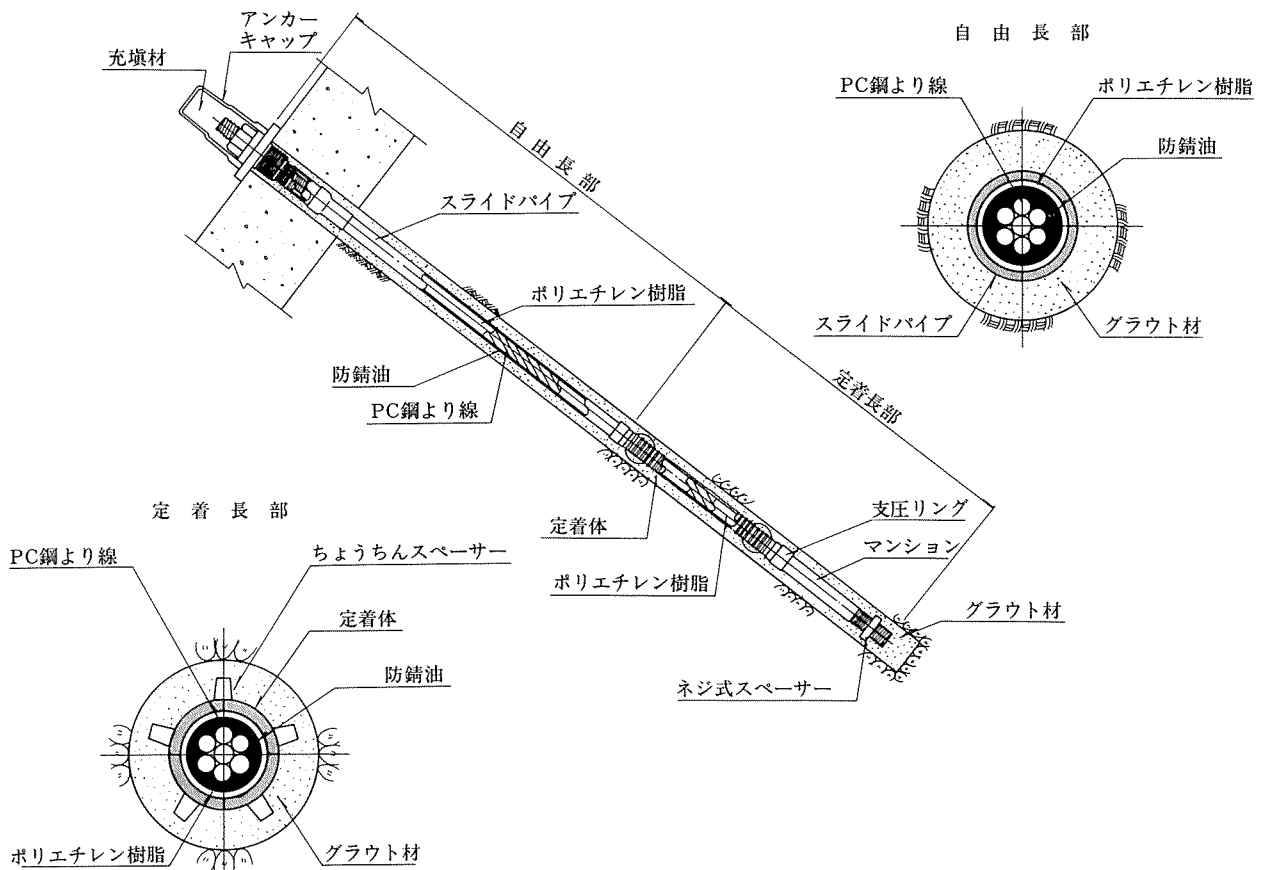 アンカー
キャップ
充塡材
自由長部
スライドパイプ
ポリエチレン樹脂
防錆油
PC鋼より線
定着長部
定着体
ポリエチレン樹脂
支圧リング
マンション
グラウト材
ネジ式スペーサー
自由長部
PC鋼より線
ポリエチレン樹脂
防錆油
スライドパイプ
グラウト材
定着長部
PC鋼より線
ちょうちんスペーサー
定着体
防錆油
ポリエチレン樹脂
グラウト材